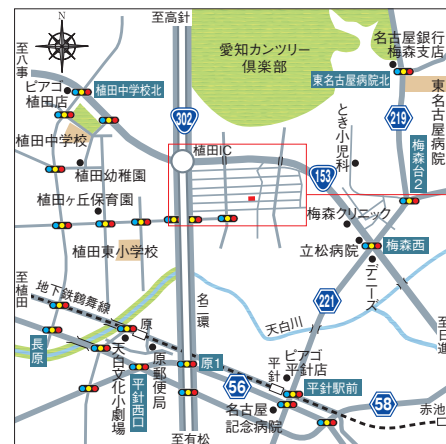 至高針
至八事
愛知カンツリー
倶楽部
名古屋銀行
梅森支店
ピアゴ
植田店
植田中学校北
東名古屋病院北
東名古屋病院
302
219
植田中学校
植田IC
とき小児科
植田幼稚園
153
梅森台2
植田ヶ丘保育園
梅森クリニック
立松病院
梅森西
植田東小学校
デニーズ
至植田
地下鉄鶴舞線
名二環
221
天白川
至日進
原
長原
天白文化小劇場
平針西口
原郵便局
原1
56
平針
ピアゴ
平針店
平針駅前
名古屋
記念病院
58
赤池
至有松